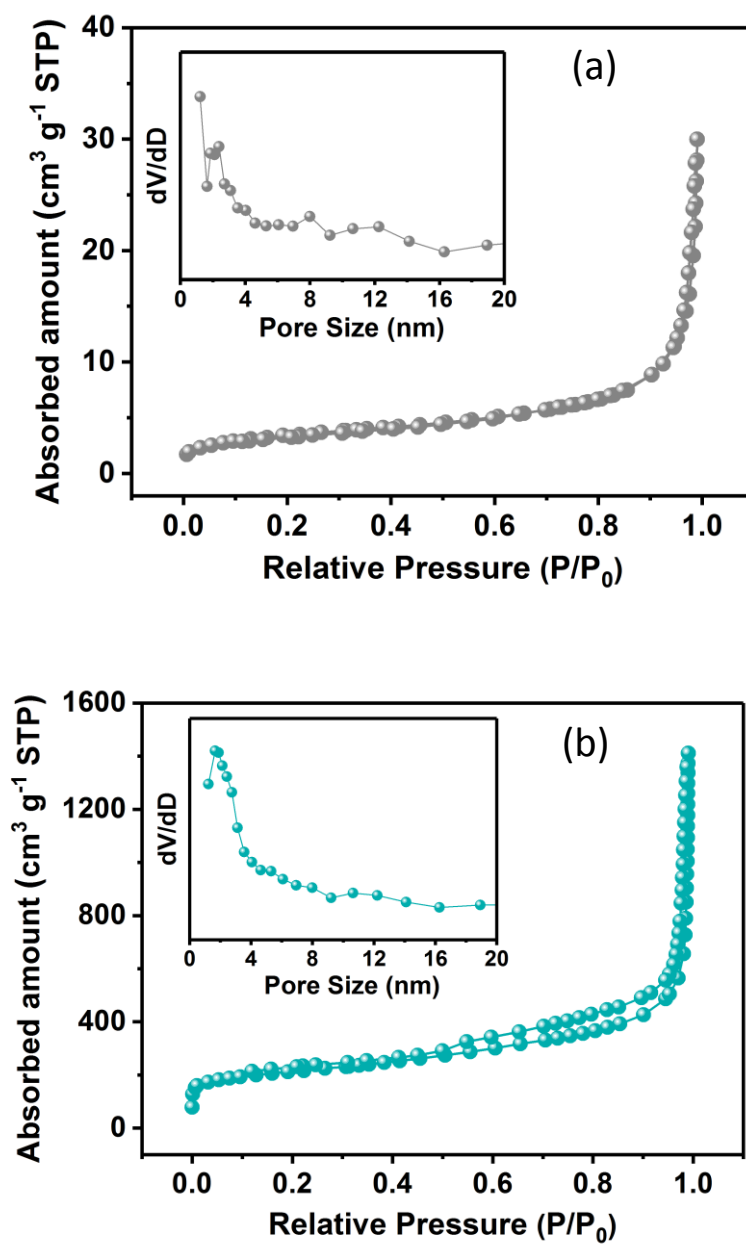 (a)
Absorbed amount (cm³ g⁻¹ STP)
40
30
20
10
0
0.0 0.2 0.4 0.6 0.8 1.0
Relative Pressure (P/P₀)
dV/dD
0 4 8 12 16 20
Pore Size (nm)
(b)
Absorbed amount (cm³ g⁻¹ STP)
1600
1200
800
400
0
0.0 0.2 0.4 0.6 0.8 1.0
Relative Pressure (P/P₀)
dV/dD
0 4 8 12 16 20
Pore Size (nm)